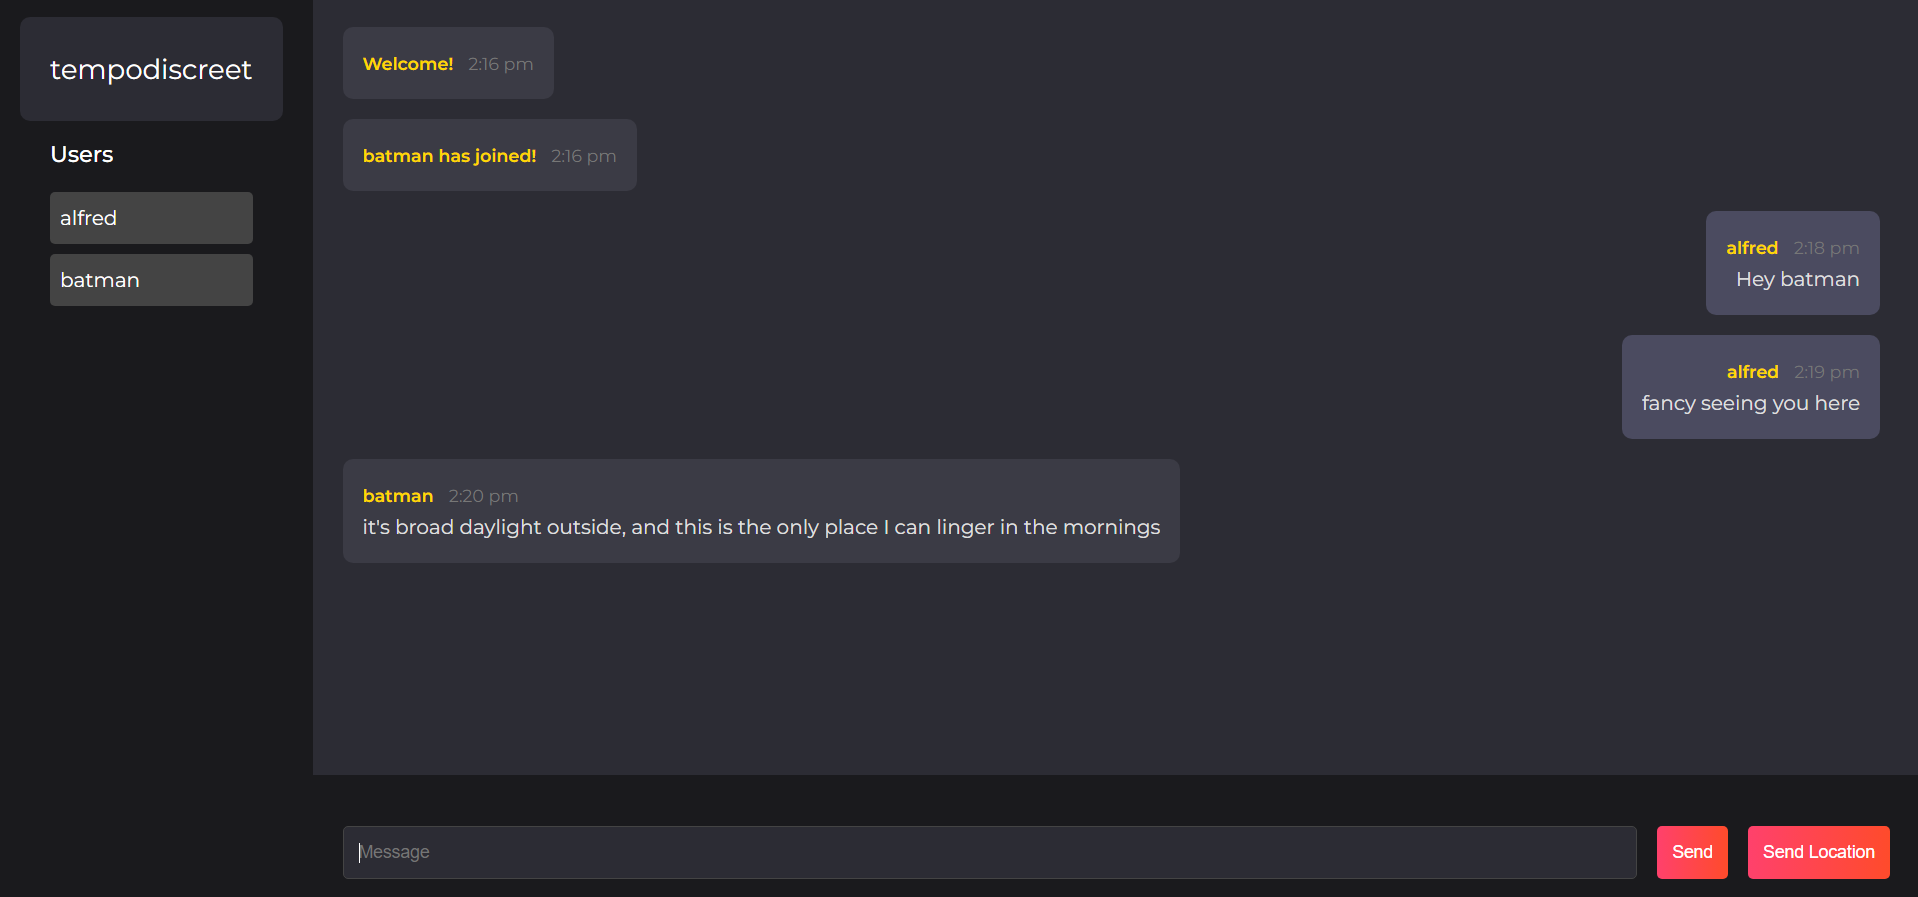 tempodiscreet
Users
alfred
batman
Welcome! 2:16 pm
batman has joined! 2:16 pm
alfred 2:18 pm
Hey batman
alfred 2:19 pm
fancy seeing you here
batman 2:20 pm
it's broad daylight outside, and this is the only place I can linger in the mornings
Message
Send
Send Location